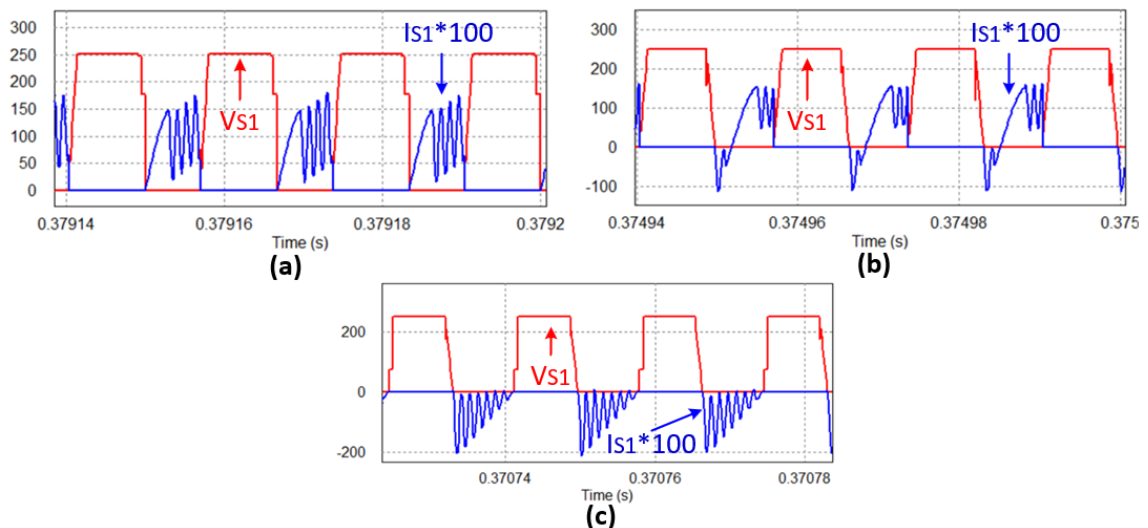 300
250
200
150
100
50
0
IS1*100
VS1
0.37914
0.37916
0.37918
0.3792
Time (s)
(a)
300
200
100
0
-100
IS1*100
VS1
0.37494
0.37496
0.37498
0.375
Time (s)
(b)
200
0
-200
VS1
IS1*100
0.37074
0.37076
0.37078
Time (s)
(c)